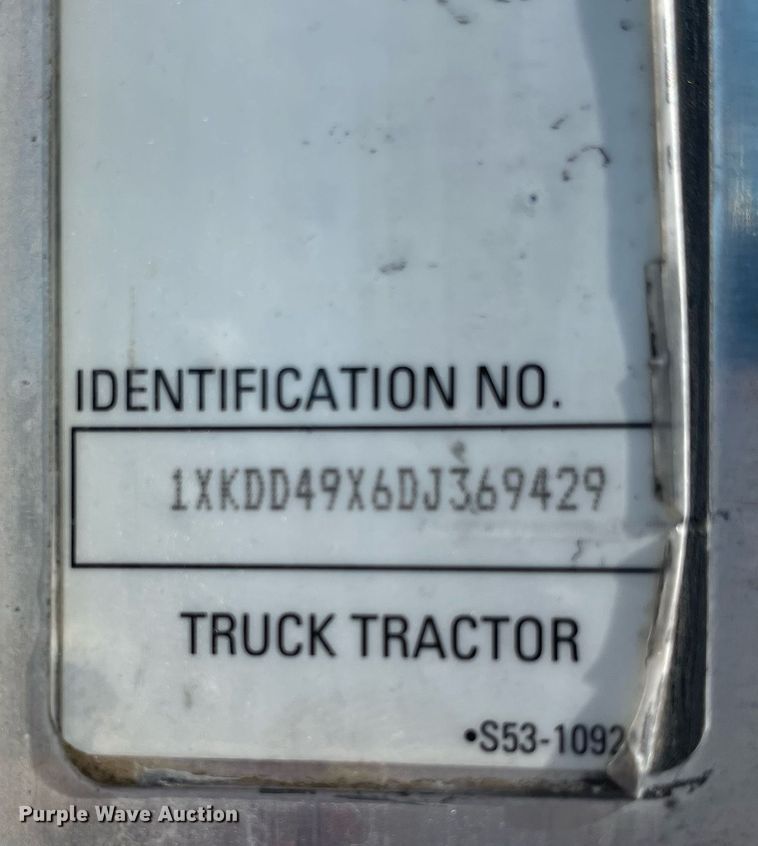 IDENTIFICATION NO.
1XKDD49X6DJ369429
TRUCK TRACTOR
•S53-1092
Purple Wave Auction